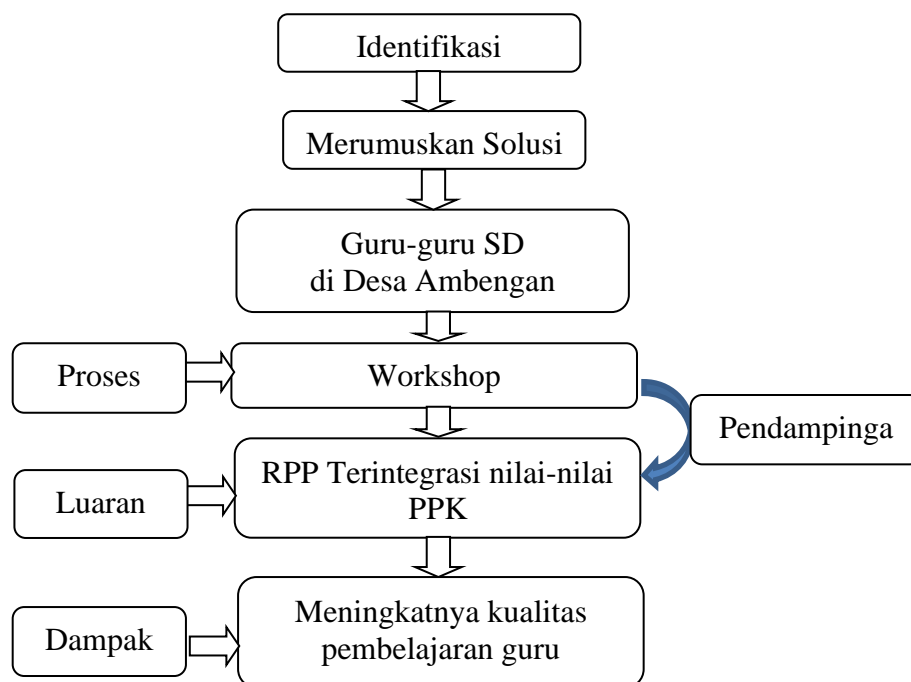 Identifikasi
Merumuskan Solusi
Guru-guru SD
di Desa Ambengan
Proses
Workshop
Pendampinga
Luaran
RPP Terintegrasi nilai-nilai
PPK
Dampak
Meningkatnya kualitas
pembelajaran guru